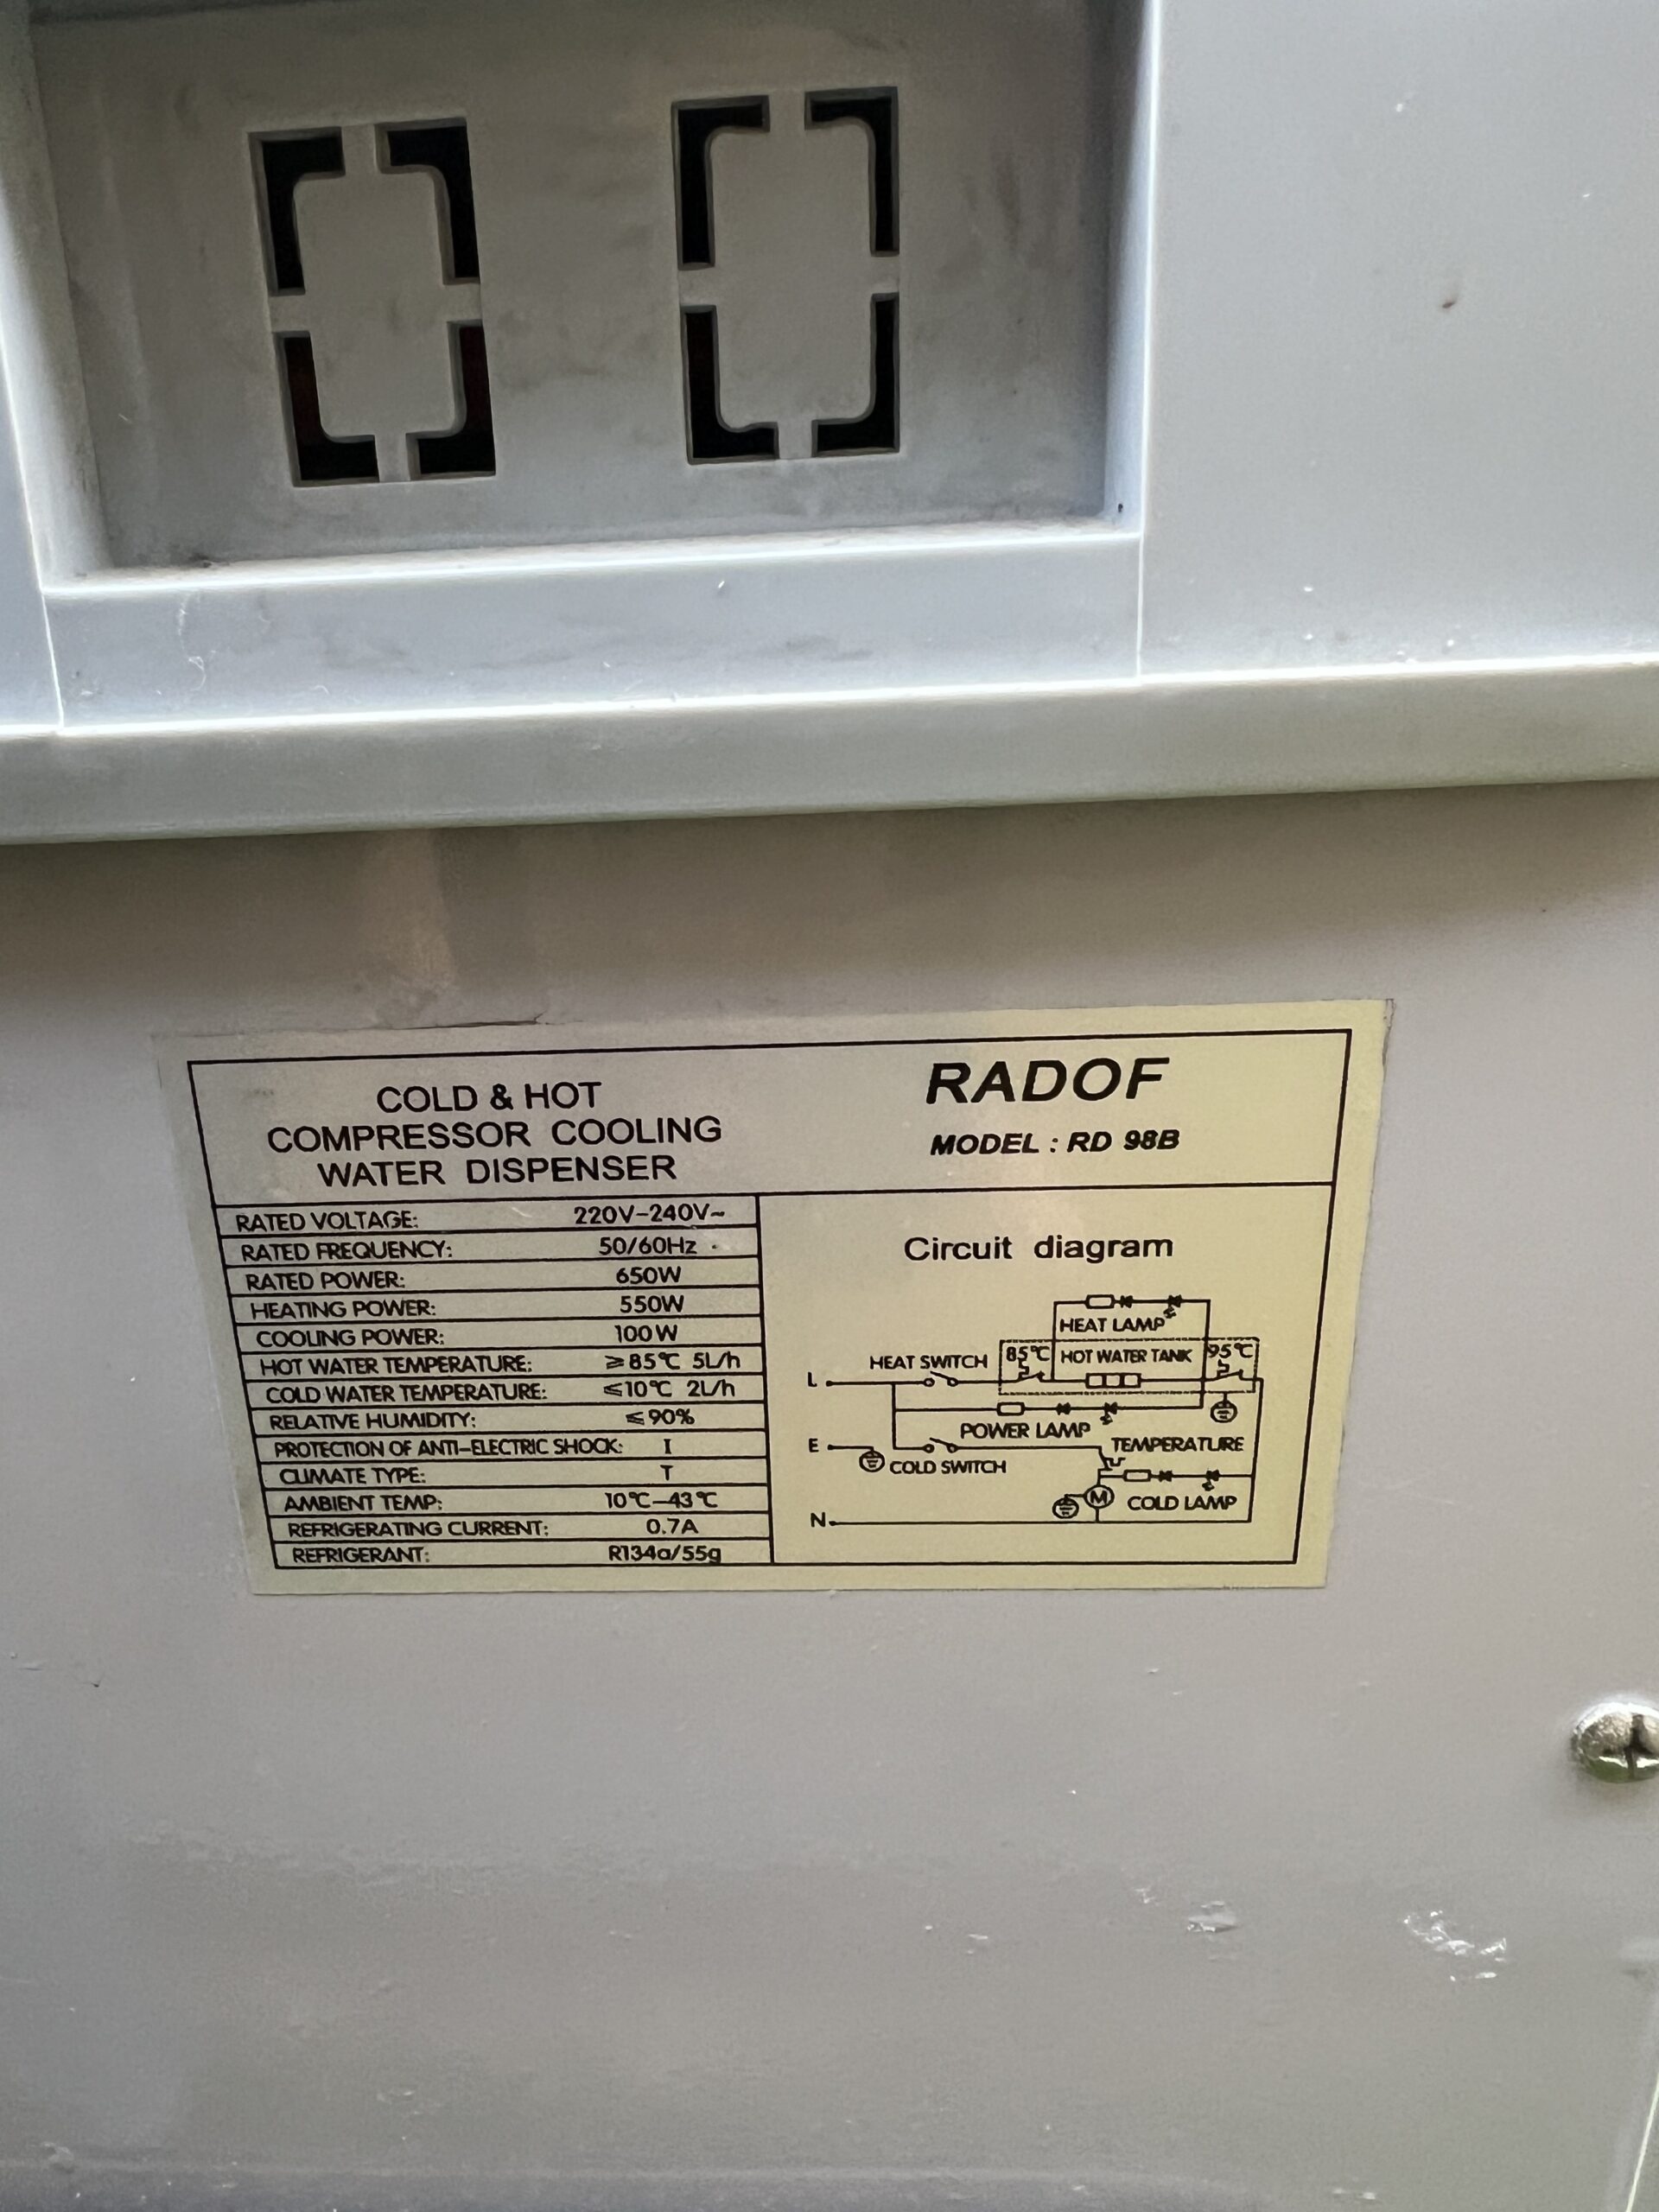 COLD & HOT
COMPRESSOR COOLING
WATER DISPENSER
RADOF
MODEL : RD 98B
RATED VOLTAGE: 220V-240V~
RATED FREQUENCY: 50/60Hz
RATED POWER: 650W
HEATING POWER: 550W
COOLING POWER: 100W
HOT WATER TEMPERATURE: ≥85℃ 5L/h
COLD WATER TEMPERATURE: ≤10℃ 2L/h
RELATIVE HUMIDITY: ≤90%
PROTECTION OF ANTI-ELECTRIC SHOCK: I
CLIMATE TYPE: T
AMBIENT TEMP: 10℃-43℃
REFRIGERATING CURRENT: 0.7A
REFRIGERANT: R134a/55g
Circuit diagram
HEAT LAMP
HEAT SWITCH 85℃ HOT WATER TANK 95℃
L
POWER LAMP
E TEMPERATURE
COLD SWITCH
M COLD LAMP
N